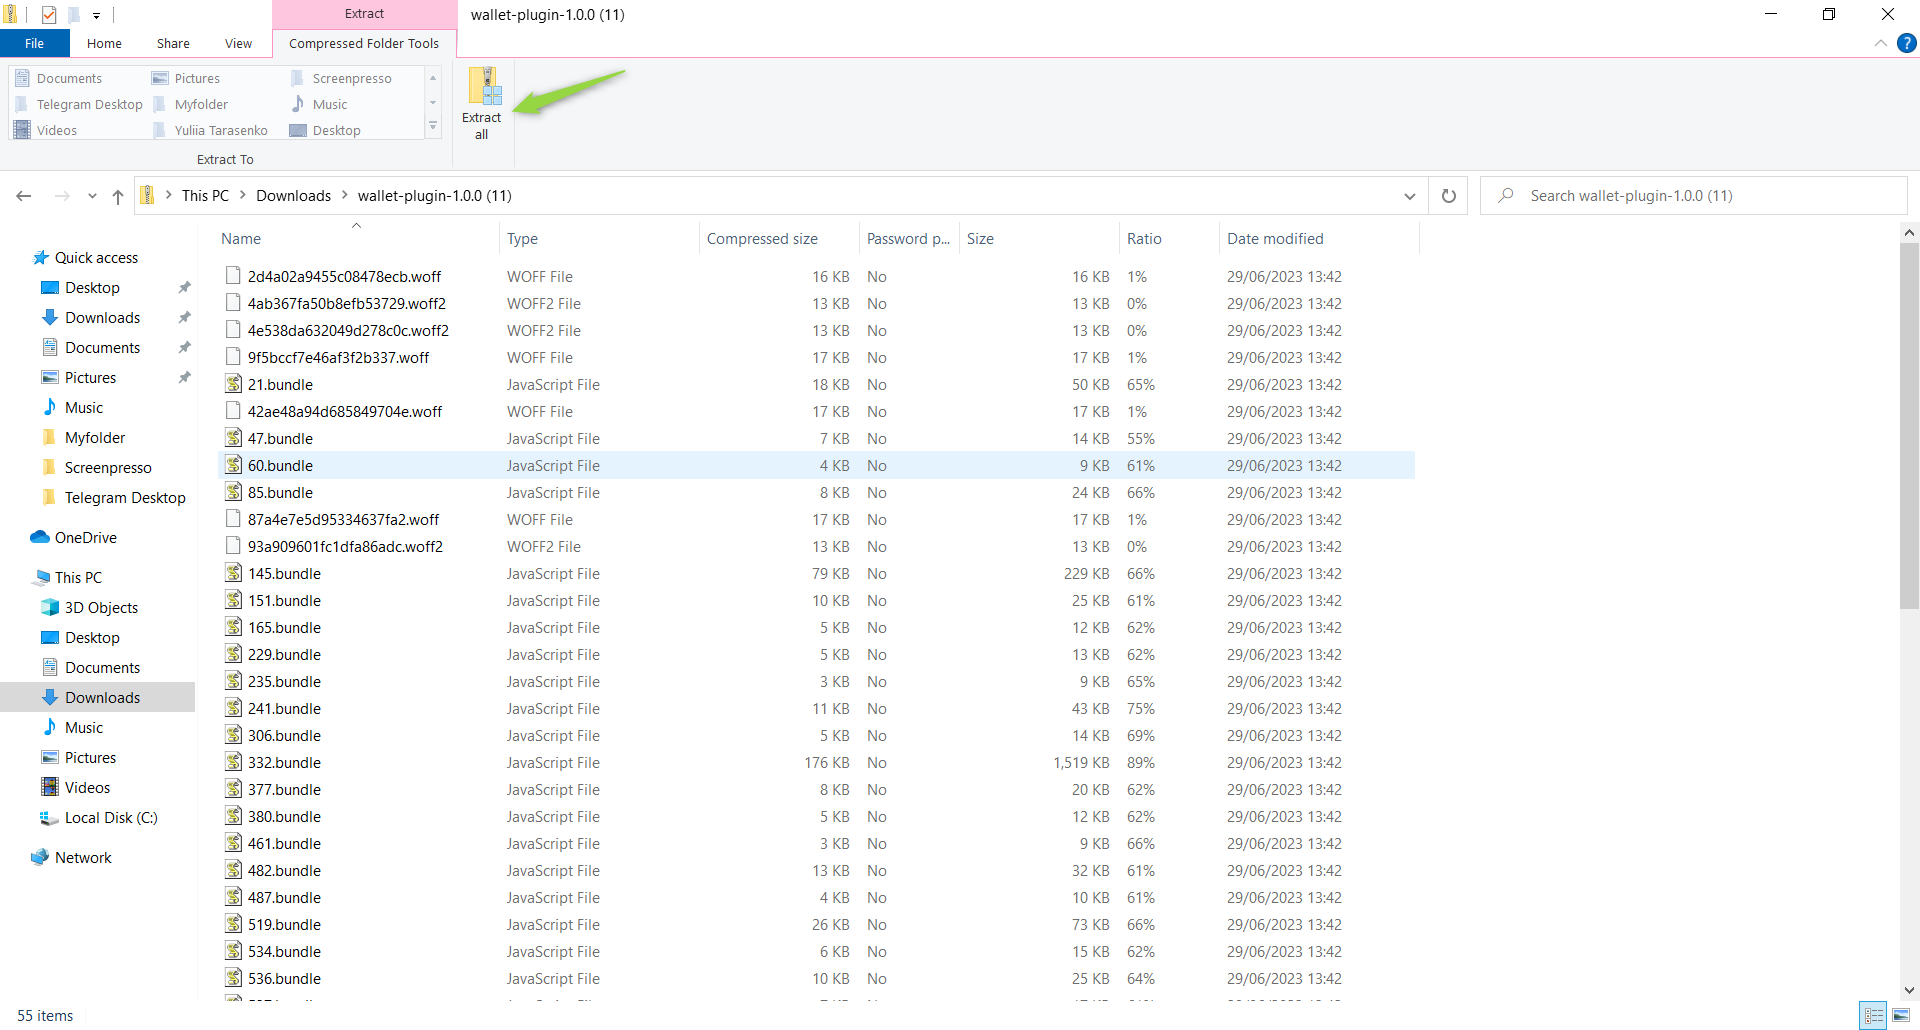 Extract
wallet-plugin-1.0.0 (11)
File Home Share View Compressed Folder Tools
Documents Pictures Screenpresso
Telegram Desktop Myfolder Music
Videos Yuliia Tarasenko Desktop
Extract
all
Extract To
This PC Downloads wallet-plugin-1.0.0 (11)
Search wallet-plugin-1.0.0 (11)
Quick access
Desktop
Downloads
Documents
Pictures
Music
Myfolder
Screenpresso
Telegram Desktop
OneDrive
This PC
3D Objects
Desktop
Documents
Downloads
Music
Pictures
Videos
Local Disk (C:)
Network
Name Type Compressed size Password p... Size Ratio Date modified
2d4a02a9455c08478ecb.woff WOFF File 16 KB No 16 KB 1% 29/06/2023 13:42
4ab367fa50b8efb53729.woff2 WOFF2 File 13 KB No 13 KB 0% 29/06/2023 13:42
4e538da632049d278c0c.woff2 WOFF2 File 13 KB No 13 KB 0% 29/06/2023 13:42
9f5bccf7e46af3f2b337.woff WOFF File 17 KB No 17 KB 1% 29/06/2023 13:42
21.bundle JavaScript File 18 KB No 50 KB 65% 29/06/2023 13:42
42ae48a94d685849704e.woff WOFF File 17 KB No 17 KB 1% 29/06/2023 13:42
47.bundle JavaScript File 7 KB No 14 KB 55% 29/06/2023 13:42
60.bundle JavaScript File 4 KB No 9 KB 61% 29/06/2023 13:42
85.bundle JavaScript File 8 KB No 24 KB 66% 29/06/2023 13:42
87a4e7e5d95334637fa2.woff WOFF File 17 KB No 17 KB 1% 29/06/2023 13:42
93a909601fc1dfa86adc.woff2 WOFF2 File 13 KB No 13 KB 0% 29/06/2023 13:42
145.bundle JavaScript File 79 KB No 229 KB 66% 29/06/2023 13:42
151.bundle JavaScript File 10 KB No 25 KB 61% 29/06/2023 13:42
165.bundle JavaScript File 5 KB No 12 KB 62% 29/06/2023 13:42
229.bundle JavaScript File 5 KB No 13 KB 62% 29/06/2023 13:42
235.bundle JavaScript File 3 KB No 9 KB 65% 29/06/2023 13:42
241.bundle JavaScript File 11 KB No 43 KB 75% 29/06/2023 13:42
306.bundle JavaScript File 5 KB No 14 KB 69% 29/06/2023 13:42
332.bundle JavaScript File 176 KB No 1,519 KB 89% 29/06/2023 13:42
377.bundle JavaScript File 8 KB No 20 KB 62% 29/06/2023 13:42
380.bundle JavaScript File 5 KB No 12 KB 62% 29/06/2023 13:42
461.bundle JavaScript File 3 KB No 9 KB 66% 29/06/2023 13:42
482.bundle JavaScript File 13 KB No 32 KB 61% 29/06/2023 13:42
487.bundle JavaScript File 4 KB No 10 KB 61% 29/06/2023 13:42
519.bundle JavaScript File 26 KB No 73 KB 66% 29/06/2023 13:42
534.bundle JavaScript File 6 KB No 15 KB 62% 29/06/2023 13:42
536.bundle JavaScript File 10 KB No 25 KB 64% 29/06/2023 13:42
55 items